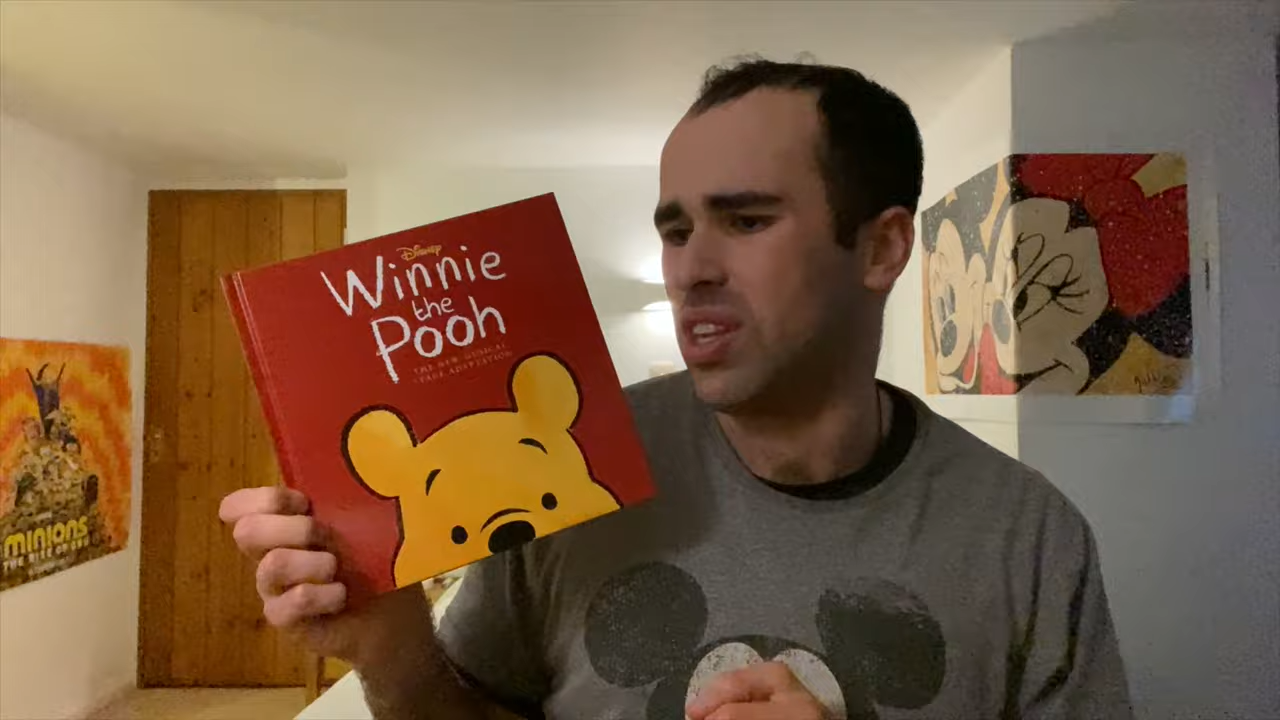 Disney
Winnie
the
Pooh
THE NEW MUSICAL
STAGE ADAPTATION
MINIONS
THE RISE OF GRU